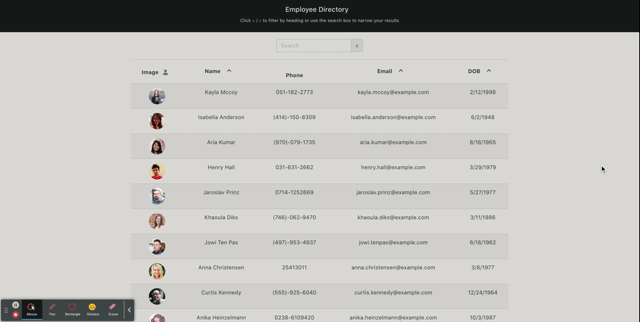 Employee Directory
Click ▵ / ▿ to filter by heading or use the search box to narrow your results
Search x
Image Name Phone Email DOB
Kayla Mccoy 051-162-2773 kayla.mccoy@example.com 2/12/1998
Isabella Anderson (414)-150-8309 isabella.anderson@example.com 6/2/1948
Aria Kumar (970)-079-1735 aria.kumar@example.com 8/16/1965
Henry Hall 031-631-2662 henry.hall@example.com 3/29/1979
Jaroslav Prinz 0714-1252669 jaroslav.prinz@example.com 5/27/1977
Khaoula Diks (746)-062-9470 khaoula.diks@example.com 3/11/1986
Jowi Ten Pas (497)-953-4937 jowi.tenpas@example.com 6/18/1962
Anna Christensen 25413011 anna.christensen@example.com 3/8/1977
Curtis Kennedy (555)-925-6040 curtis.kennedy@example.com 12/24/1964
Anika Heinzelmann 0238-6109420 anika.heinzelmann@example.com 10/3/1987
Mouse Pen Rectangle Stickers Eraser